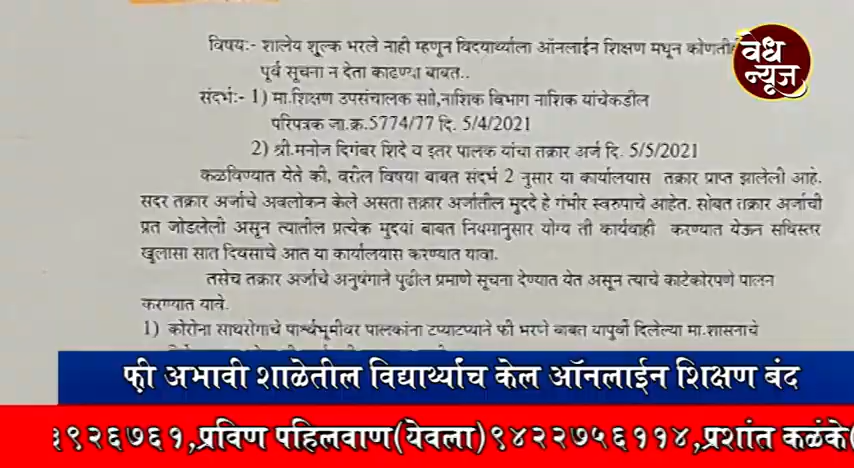 विषयः- शालेय शुल्क भरले नाही म्हणून विदयार्थ्याला ऑनलाईन शिक्षण मधून
वेध
न्यूज
पूर्व सूचना न देता काढण्या बाबत..
संदर्भः- 1) मा.शिक्षण उपसंचालक साो,नाशिक विभाग नाशिक यांचेकडील
परिपत्रक जा.क्र.5774/77 दि. 5/4/2021
2) श्री.मनोज दिगंबर शिंदे व इतर पालक यांचा तक्रार अर्ज दि. 5/5/2021
कळविण्यात येते की, वरील विषया बाबत संदर्भ 2 नुसार या कार्यालयास तक्रार प्राप्त झालेली आहे.
सदर तक्रार अर्जाचे अवलोकन केले असता तक्रार अर्जातील मुददे हे गंभीर स्वरुपाचे आहेत. सोबत तक्रार अर्जाची
प्रत जोडलेली असून त्यातील प्रत्येक मुद्दयां बाबत नियमानुसार योग्य ती कार्यवाही करण्यात येऊन सविस्तर
खुलासा सात दिवसाचे आत या कार्यालयास करण्यात यावा.
तसेच तक्रार अर्जाचे अनुषंगाने पुढील प्रमाणे सूचना देण्यात येत असून त्याचे काटेकोरपणे पालन
करण्यात यावे.
1) कोरोना साथरोगाचे पार्श्वभूमीवर पालकांना टप्याटप्याने फी भरणे बाबत यापुर्वी दिलेल्या मा.शासनाचे
फी अभावी शाळेतील विद्यार्थ्यांच केल ऑनलाईन शिक्षण बंद
१९२६७६१,प्रविण पहिलवाण(येवला)९४२२७५६११४,प्रशांत कळंके(